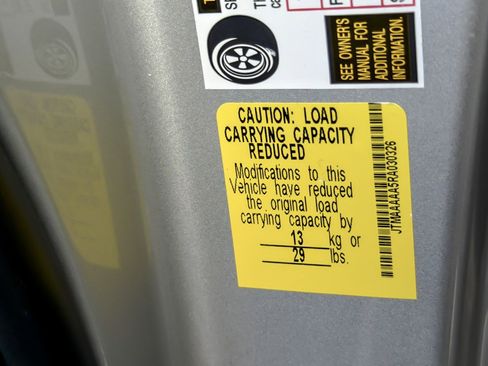 SEE OWNER'S
MANUAL FOR
ADDITIONAL
INFORMATION.
CAUTION: LOAD
CARRYING CAPACITY
REDUCED
Modifications to this
Vehicle have reduced
the original load
carrying capacity by
13 kg or
29 lbs.
JTMAAAAA5RA030326